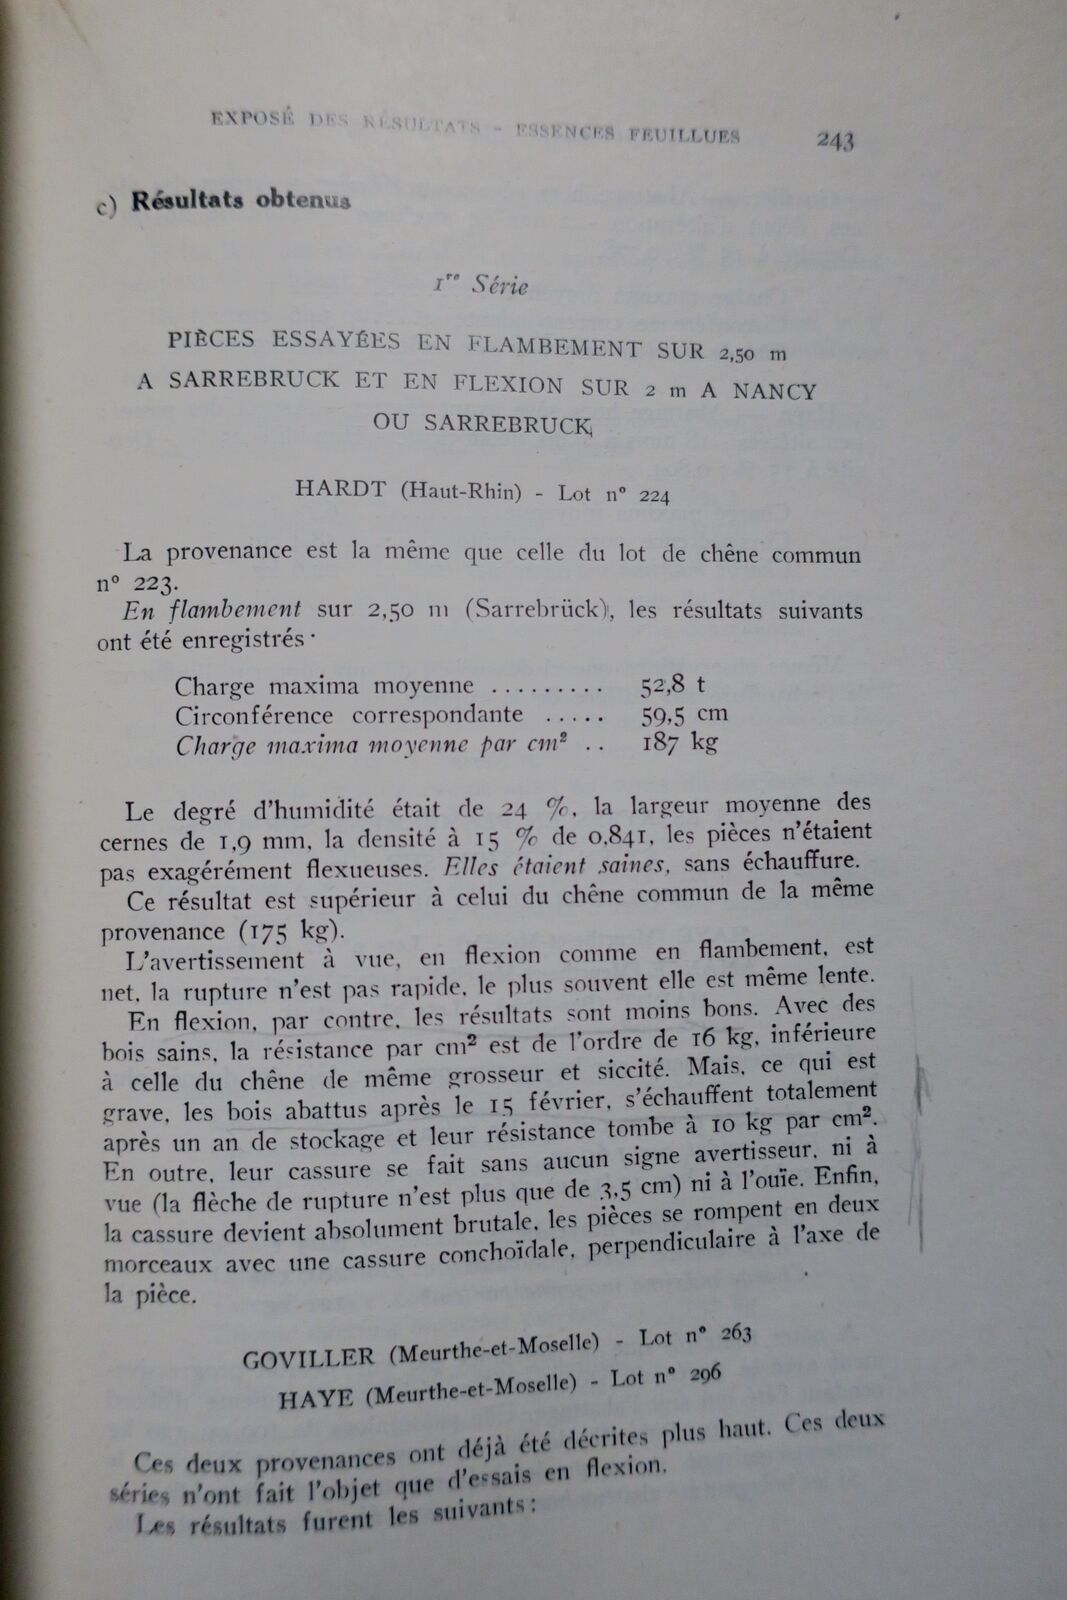 EXPOSÉ DES RÉSULTATS - ESSENCES FEUILLUES 243
c) Résultats obtenus
1re Série
PIÈCES ESSAYÉES EN FLAMBEMENT SUR 2,50 m
A SARREBRUCK ET EN FLEXION SUR 2 m A NANCY
OU SARREBRUCK
HARDT (Haut-Rhin) - Lot n° 224
La provenance est la même que celle du lot de chêne commun
n° 223.
En flambement sur 2,50 m (Sarrebrück), les résultats suivants
ont été enregistrés ·
Charge maxima moyenne ......... 52,8 t
Circonférence correspondante ..... 59,5 cm
Charge maxima moyenne par cm² .. 187 kg
Le degré d'humidité était de 24 %, la largeur moyenne des
cernes de 1,9 mm, la densité à 15 % de 0,841, les pièces n'étaient
pas exagérément flexueuses. Elles étaient saines, sans échauffure.
Ce résultat est supérieur à celui du chêne commun de la même
provenance (175 kg).
L'avertissement à vue, en flexion comme en flambement, est
net, la rupture n'est pas rapide, le plus souvent elle est même lente.
En flexion, par contre, les résultats sont moins bons. Avec des
bois sains, la résistance par cm² est de l'ordre de 16 kg, inférieure
à celle du chêne de même grosseur et siccité. Mais, ce qui est
grave, les bois abattus après le 15 février, s'échauffent totalement
après un an de stockage et leur résistance tombe à 10 kg par cm².
En outre, leur cassure se fait sans aucun signe avertisseur, ni à
vue (la flèche de rupture n'est plus que de 3,5 cm) ni à l'ouïe. Enfin,
la cassure devient absolument brutale, les pièces se rompent en deux
morceaux avec une cassure conchoïdale, perpendiculaire à l'axe de
la pièce.
GOVILLER (Meurthe-et-Moselle) - Lot n° 263
HAYE (Meurthe-et-Moselle) - Lot n° 296
Ces deux provenances ont déjà été décrites plus haut. Ces deux
séries n'ont fait l'objet que d'essais en flexion.
Les résultats furent les suivants :